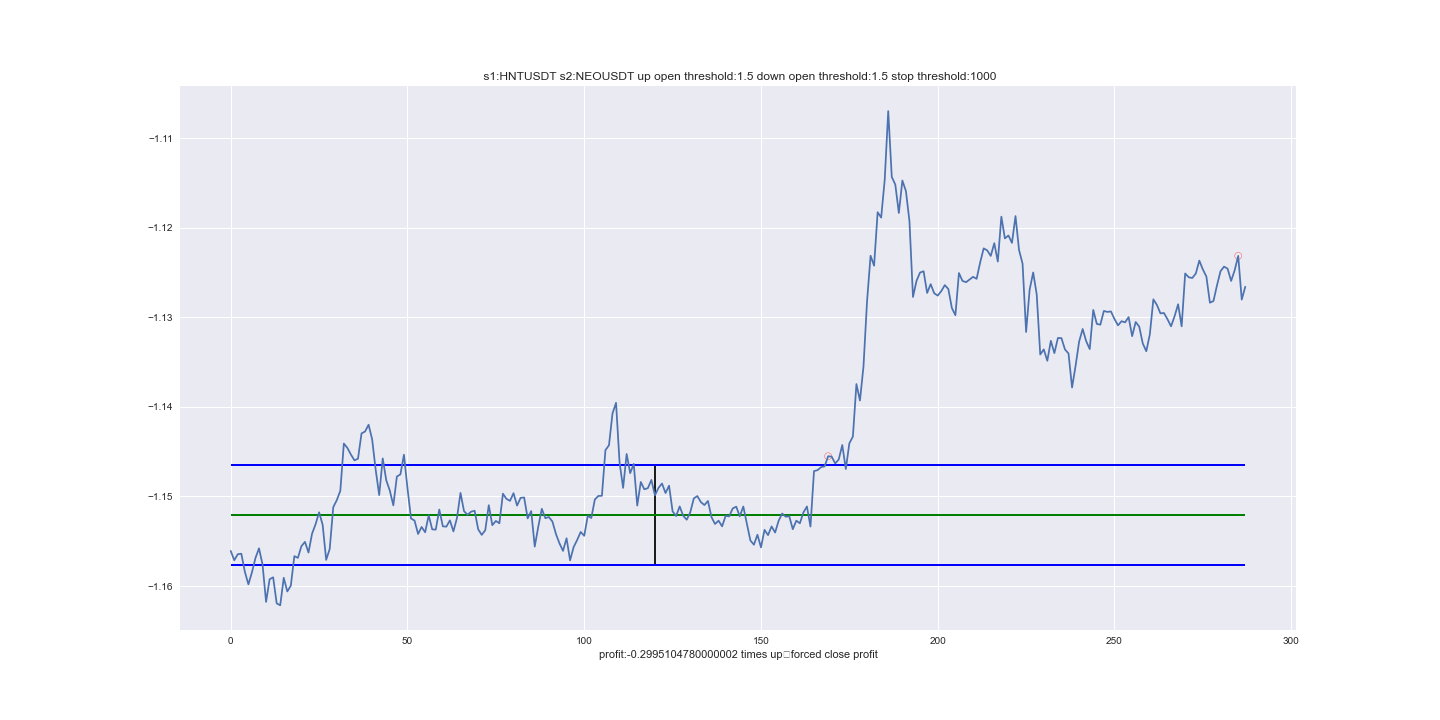 s1:HNTUSDT s2:NEOUSDT up open threshold:1.5 down open threshold:1.5 stop threshold:1000
−1.11
−1.12
−1.13
−1.14
−1.15
−1.16
0 50 100 150 200 250 300
profit:-0.2995104780000002 times up□forced close profit